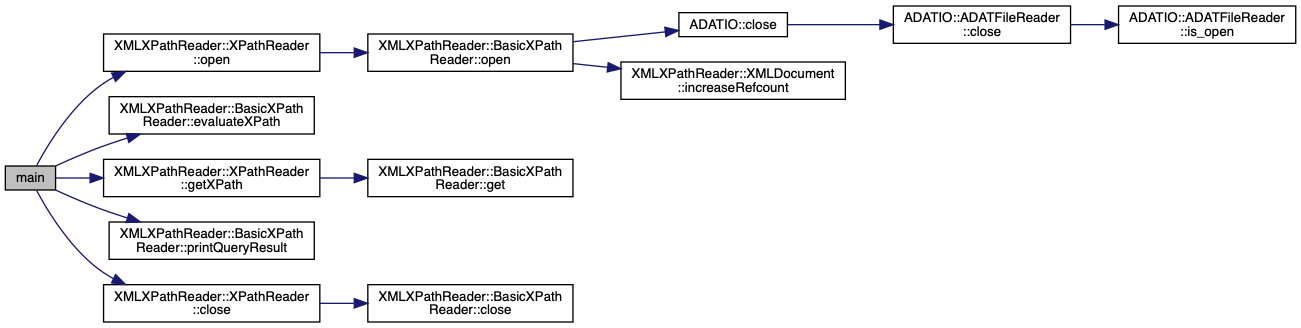 main
XMLXPathReader::XPathReader
::open
XMLXPathReader::BasicXPath
Reader::open
ADATIO::close
ADATIO::ADATFileReader
::close
ADATIO::ADATFileReader
::is_open
XMLXPathReader::XMLDocument
::increaseRefcount
XMLXPathReader::BasicXPath
Reader::evaluateXPath
XMLXPathReader::XPathReader
::getXPath
XMLXPathReader::BasicXPath
Reader::get
XMLXPathReader::BasicXPath
Reader::printQueryResult
XMLXPathReader::XPathReader
::close
XMLXPathReader::BasicXPath
Reader::close